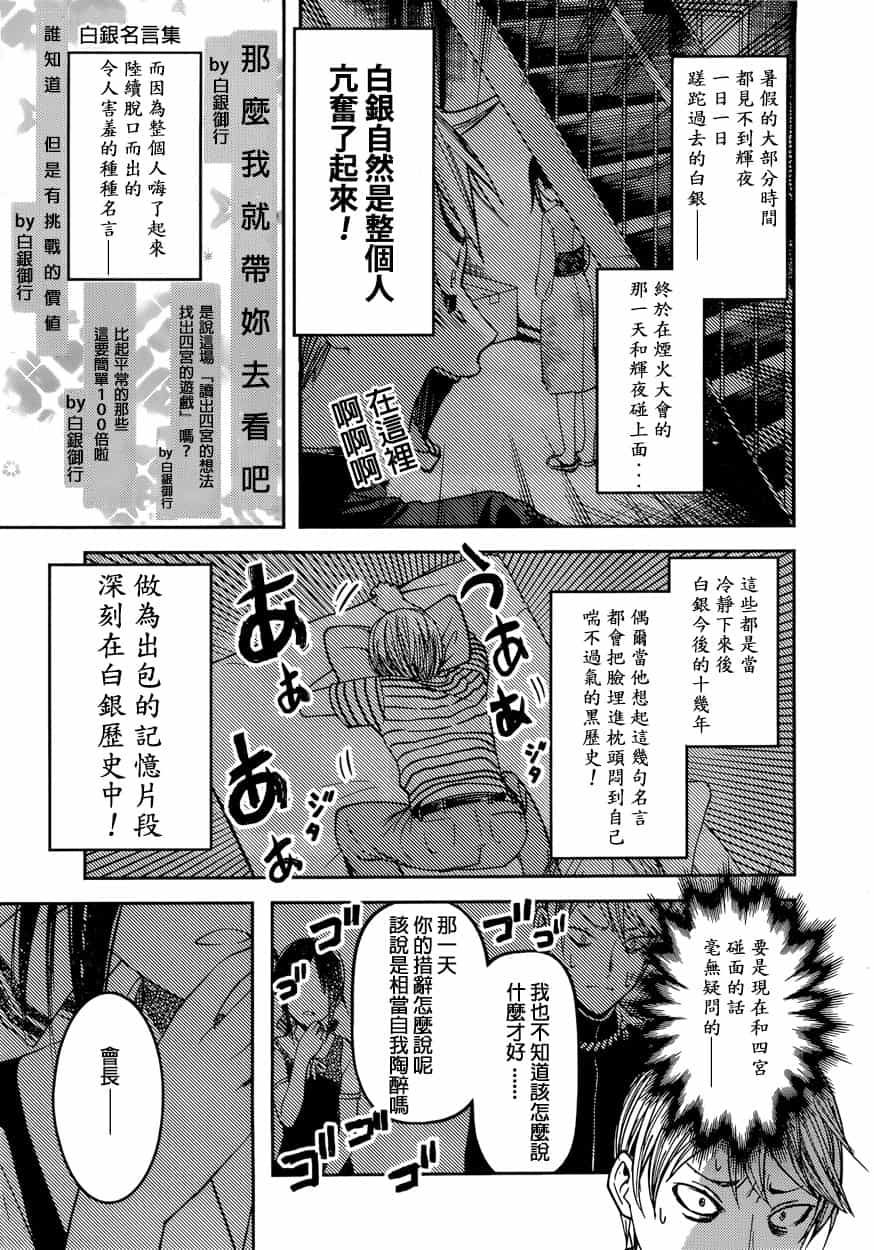 暑假的大部分時間
都見不到輝夜
一日一日
蹉跎過去的白銀——
終於在煙火大會的
那一天和輝夜碰上面····
白銀自然是整個人
亢奮了起來！
在這裡
啊啊啊
白銀名言集
而因為整個人嗨了起來
陸續脫口而出的
令人害羞的種種名言——
那麼我就帶妳去看吧
by白銀御行
是說這場「讀出四宮的想法
找出四宮的遊戲」嗎？
by白銀御行
比起平常的那些
這要簡單100倍啦
by白銀御行
誰知道 但是有挑戰的價值
by白銀御行
這些都是當
冷靜下來後
白銀今後的十幾年
偶爾當他想起這幾句名言
都會把臉埋進枕頭悶到自己
喘不過氣的黑歷史！
うぅあぁ
ああぁ
ああぁ
ジタ
ジタ
做為出包的記憶片段
深刻在白銀歷史中！
要是現在和四宮
碰面的話
毫無疑問的——
我也不知道該怎麼說
什麼才好……
那一天
你的措辭怎麼說呢
該說是相當自我陶醉嗎
ゴゴ
ゴゴ
ゴゴゴ
會長——